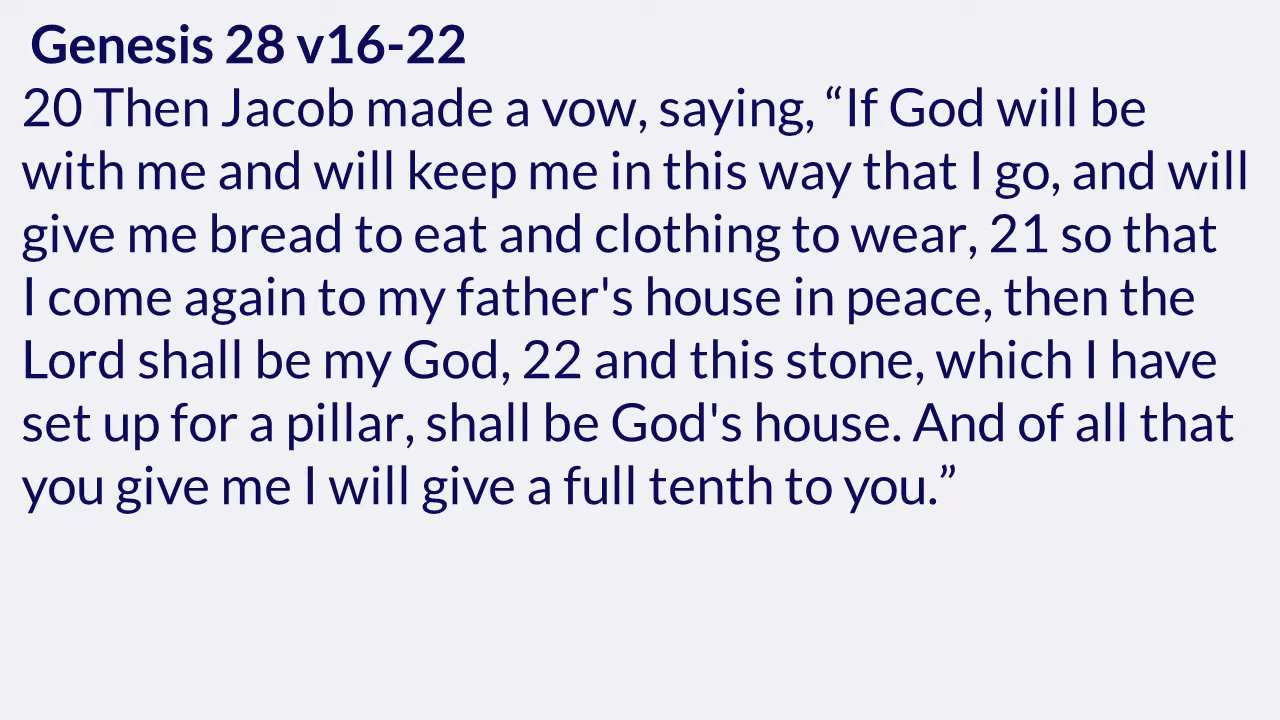 Genesis 28 v16-22
20 Then Jacob made a vow, saying, “If God will be
with me and will keep me in this way that I go, and will
give me bread to eat and clothing to wear, 21 so that
I come again to my father's house in peace, then the
Lord shall be my God, 22 and this stone, which I have
set up for a pillar, shall be God's house. And of all that
you give me I will give a full tenth to you.”